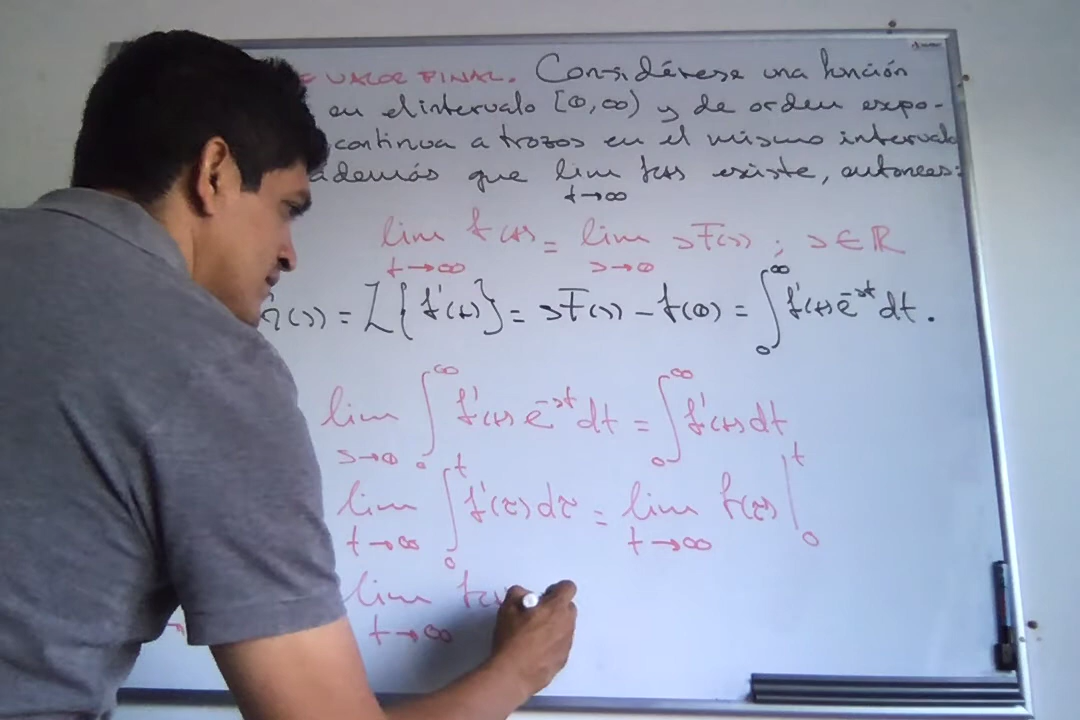 E VALOR FINAL. Considérese una función
en el intervalo [0,∞) y de orden expo-
continua a trozos en el mismo intervalo
además que lim f(t) existe, entonces:
t→∞
lim f(t) = lim sF(s) ; s∈ℝ
t→∞ s→0
(s) = L{f'(t)} = sF(s) - f(0) = ∫₀^∞ f'(t)e^-st dt.
lim ∫₀^∞ f'(t)e^-st dt = ∫₀^∞ f'(t)dt
s→0
lim ∫₀^t f'(τ)dτ = lim f(τ)|₀^t
t→∞ t→∞
lim f(t
t→∞